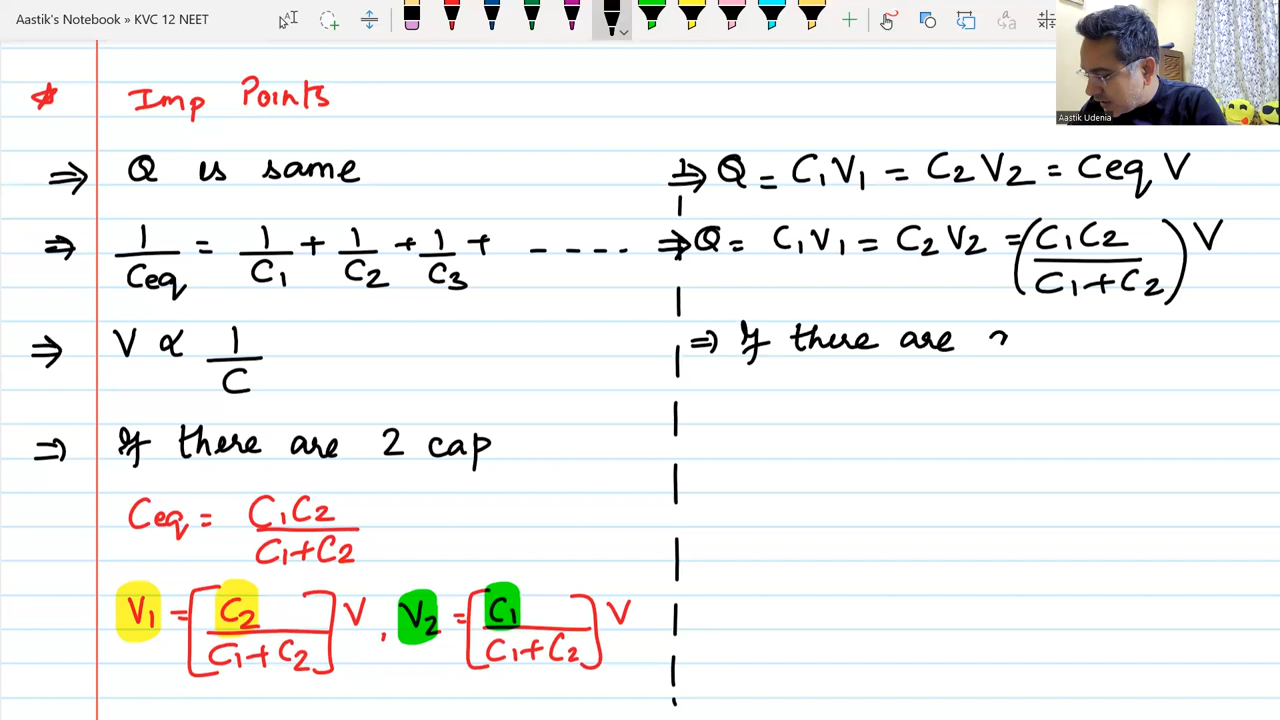 Aastik's Notebook » KVC 12 NEET
Aastik Udenia
* Imp Points
⇒ Q is same
⇒ 1/Ceq = 1/C1 + 1/C2 + 1/C3 + ----
⇒ V ∝ 1/C
⇒ If there are 2 cap
Ceq = C1C2/(C1+C2)
V1 = [C2/(C1+C2)] V , V2 = [C1/(C1+C2)] V
⇒ Q = C1V1 = C2V2 = Ceq V
⇒ Q = C1V1 = C2V2 = (C1C2/(C1+C2)) V
⇒ If there are